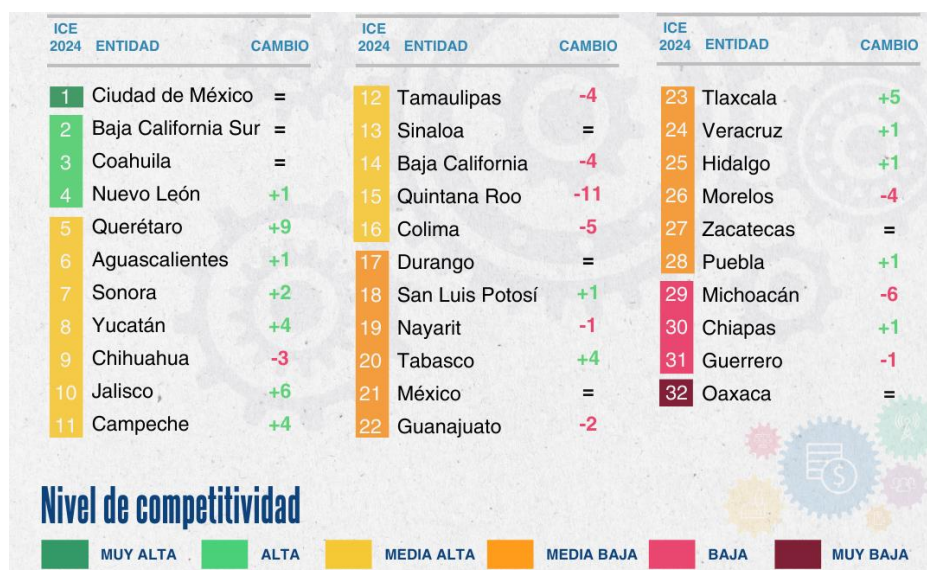 ICE
2024 ENTIDAD CAMBIO
1 Ciudad de México =
2 Baja California Sur =
3 Coahuila =
4 Nuevo León +1
5 Querétaro +9
6 Aguascalientes +1
7 Sonora +2
8 Yucatán +4
9 Chihuahua -3
10 Jalisco +6
11 Campeche +4
ICE
2024 ENTIDAD CAMBIO
12 Tamaulipas -4
13 Sinaloa =
14 Baja California -4
15 Quintana Roo -11
16 Colima -5
17 Durango =
18 San Luis Potosí +1
19 Nayarit -1
20 Tabasco +4
21 México =
22 Guanajuato -2
ICE
2024 ENTIDAD CAMBIO
23 Tlaxcala +5
24 Veracruz +1
25 Hidalgo +1
26 Morelos -4
27 Zacatecas =
28 Puebla +1
29 Michoacán -6
30 Chiapas +1
31 Guerrero -1
32 Oaxaca =
Nivel de competitividad
MUY ALTA ALTA MEDIA ALTA MEDIA BAJA BAJA MUY BAJA